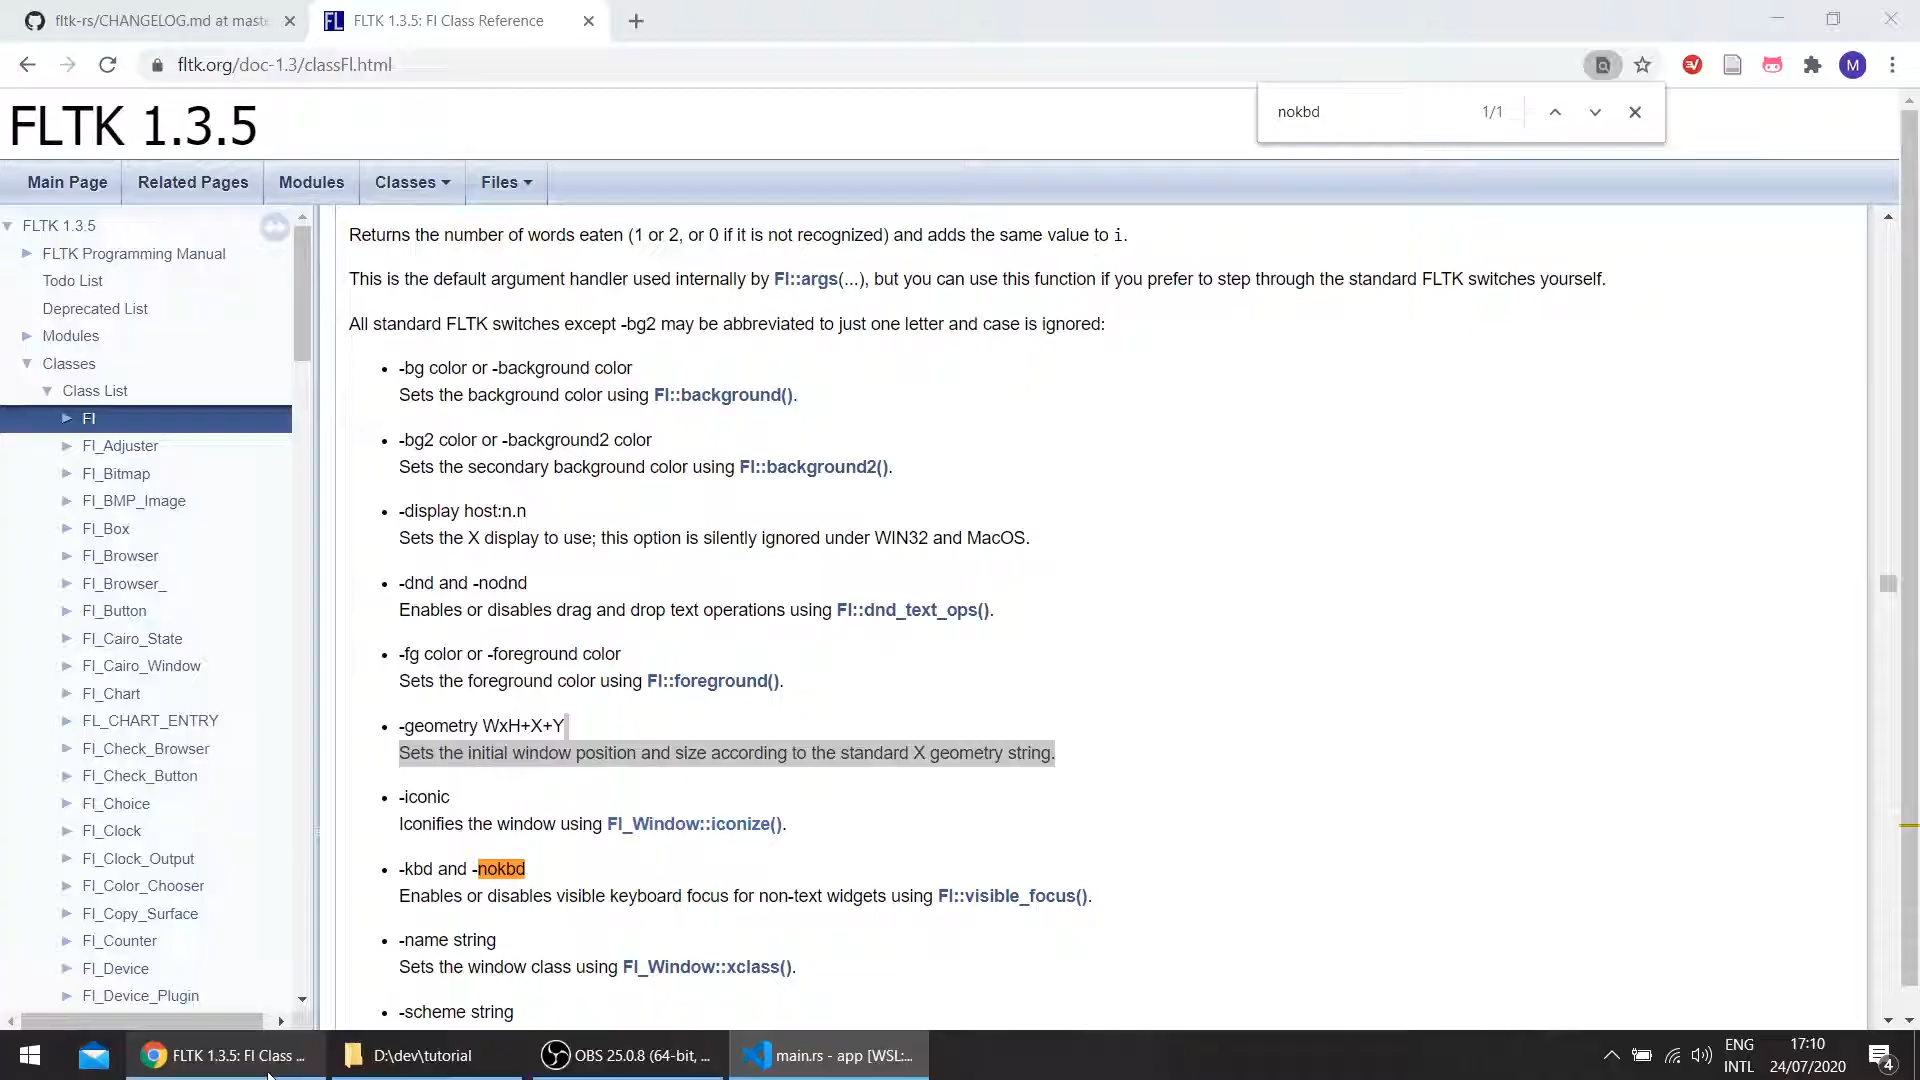 fltk-rs/CHANGELOG.md at maste
FLTK 1.3.5: Fl Class Reference
fltk.org/doc-1.3/classFl.html
M
nokbd
1/1
FLTK 1.3.5
Main Page
Related Pages
Modules
Classes
Files
FLTK 1.3.5
FLTK Programming Manual
Todo List
Deprecated List
Modules
Classes
Class List
Fl
Fl_Adjuster
Fl_Bitmap
Fl_BMP_Image
Fl_Box
Fl_Browser
Fl_Browser_
Fl_Button
Fl_Cairo_State
Fl_Cairo_Window
Fl_Chart
FL_CHART_ENTRY
Fl_Check_Browser
Fl_Check_Button
Fl_Choice
Fl_Clock
Fl_Clock_Output
Fl_Color_Chooser
Fl_Copy_Surface
Fl_Counter
Fl_Device
Fl_Device_Plugin
Returns the number of words eaten (1 or 2, or 0 if it is not recognized) and adds the same value to i.
This is the default argument handler used internally by Fl::args(...), but you can use this function if you prefer to step through the standard FLTK switches yourself.
All standard FLTK switches except -bg2 may be abbreviated to just one letter and case is ignored:
• -bg color or -background color
Sets the background color using Fl::background().
• -bg2 color or -background2 color
Sets the secondary background color using Fl::background2().
• -display host:n.n
Sets the X display to use; this option is silently ignored under WIN32 and MacOS.
• -dnd and -nodnd
Enables or disables drag and drop text operations using Fl::dnd_text_ops().
• -fg color or -foreground color
Sets the foreground color using Fl::foreground().
• -geometry WxH+X+Y
Sets the initial window position and size according to the standard X geometry string.
• -iconic
Iconifies the window using Fl_Window::iconize().
• -kbd and -nokbd
Enables or disables visible keyboard focus for non-text widgets using Fl::visible_focus().
• -name string
Sets the window class using Fl_Window::xclass().
• -scheme string
FLTK 1.3.5: Fl Class ...
D:\dev\tutorial
OBS 25.0.8 (64-bit, ...
main.rs - app [WSL:...
ENG
INTL
17:10
24/07/2020
4